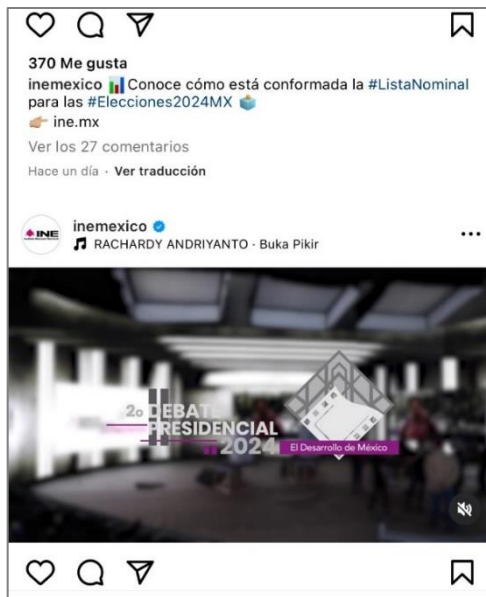 370 Me gusta
inemexico 📊 Conoce cómo está conformada la #ListaNominal
para las #Elecciones2024MX 🗳️
👉🏼 ine.mx
Ver los 27 comentarios
Hace un día · Ver traducción
INE
inemexico
RACHARDY ANDRIYANTO · Buka Pikir
2o DEBATE
PRESIDENCIAL
2024
El Desarrollo de México